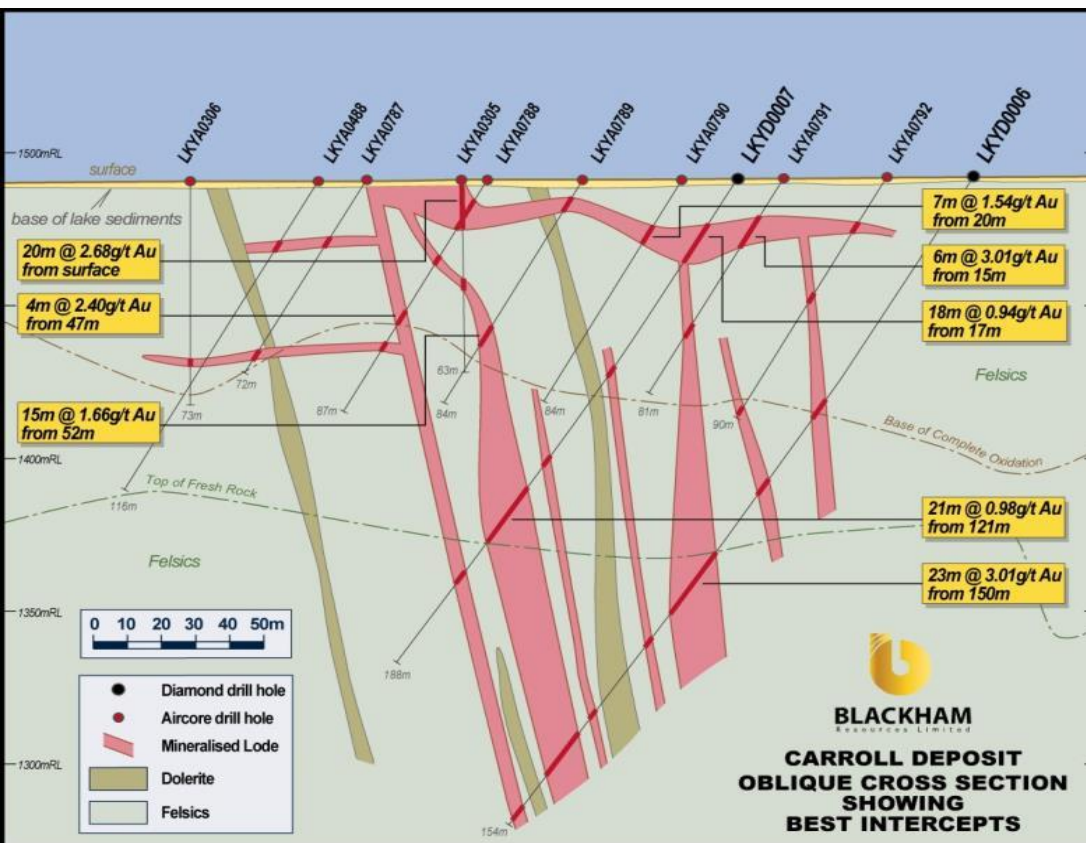 LKYA0306
LKYA0488
LKYA0787
LKYA0305
LKYA0788
LKYA0789
LKYA0790
LKYD0007
LKYA0791
LKYA0792
LKYD0006
1500mRL
surface
base of lake sediments
20m @ 2.68g/t Au
from surface
4m @ 2.40g/t Au
from 47m
15m @ 1.66g/t Au
from 52m
7m @ 1.54g/t Au
from 20m
6m @ 3.01g/t Au
from 15m
18m @ 0.94g/t Au
from 17m
Felsics
73m
72m
87m
63m
84m
84m
81m
90m
Base of Complete Oxidation
1400mRL
Top of Fresh Rock
116m
21m @ 0.98g/t Au
from 121m
Felsics
23m @ 3.01g/t Au
from 150m
1350mRL
0 10 20 30 40 50m
188m
Diamond drill hole
Aircore drill hole
Mineralised Lode
Dolerite
Felsics
1300mRL
154m
BLACKHAM
Resources Limited
CARROLL DEPOSIT
OBLIQUE CROSS SECTION
SHOWING
BEST INTERCEPTS